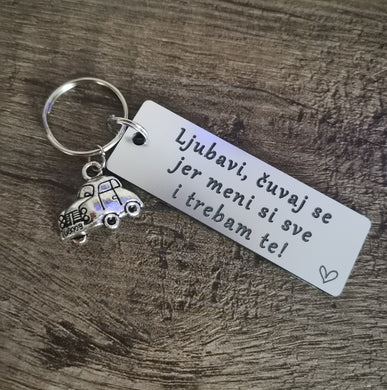 Ljubavi, čuvaj se
jer meni si sve
i trebam te!